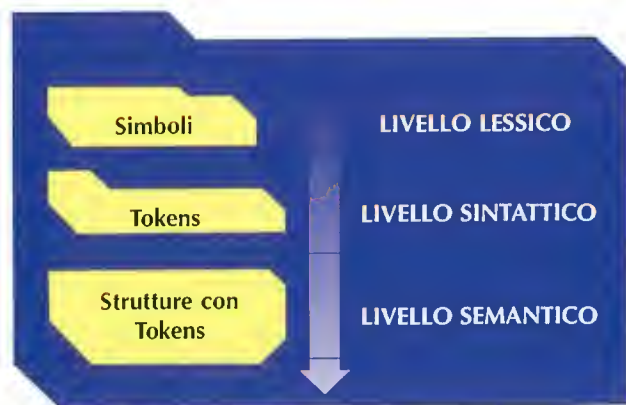 Simboli
LIVELLO LESSICO
Tokens
LIVELLO SINTATTICO
Strutture con
Tokens
LIVELLO SEMANTICO